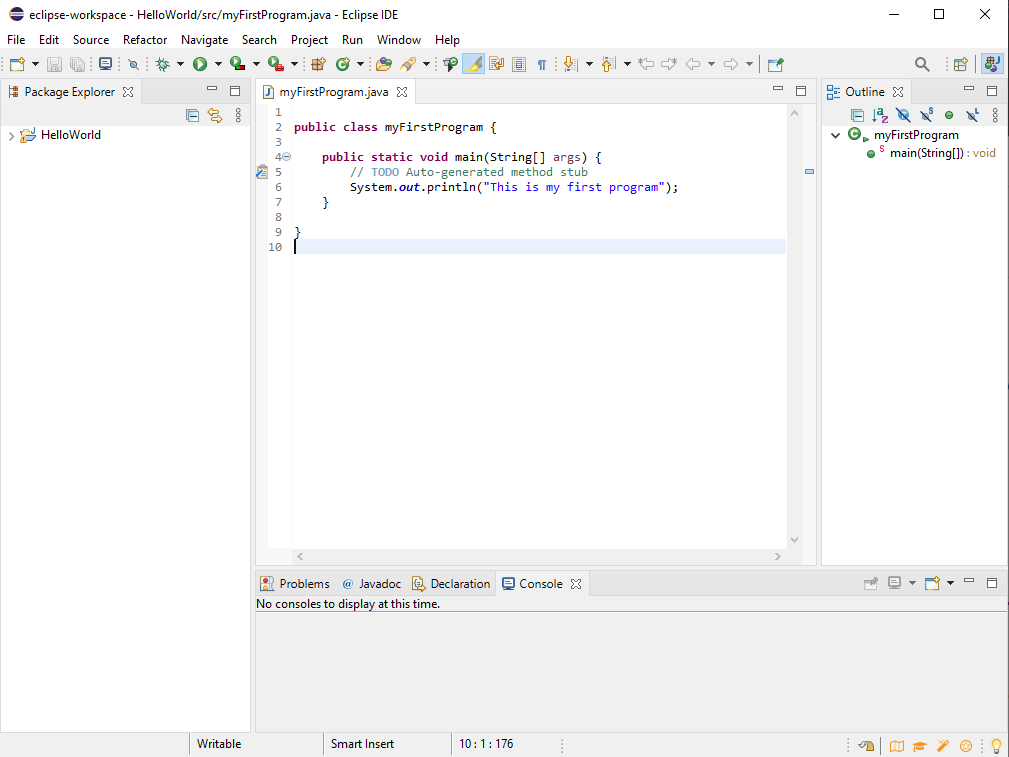 eclipse-workspace - HelloWorld/src/myFirstProgram.java - Eclipse IDE
File Edit Source Refactor Navigate Search Project Run Window Help
Package Explorer
HelloWorld
myFirstProgram.java
1
2 public class myFirstProgram {
3
4 public static void main(String[] args) {
5 // TODO Auto-generated method stub
6 System.out.println("This is my first program");
7 }
8
9 }
10
Outline
myFirstProgram
main(String[]) : void
Problems @ Javadoc Declaration Console
No consoles to display at this time.
Writable Smart Insert 10 : 1 : 176